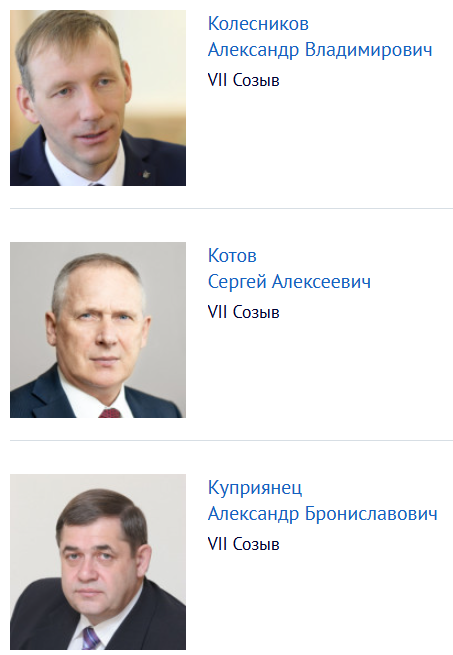 Колесников
Александр Владимирович
VII Созыв
Котов
Сергей Алексеевич
VII Созыв
Куприянец
Александр Брониславович
VII Созыв